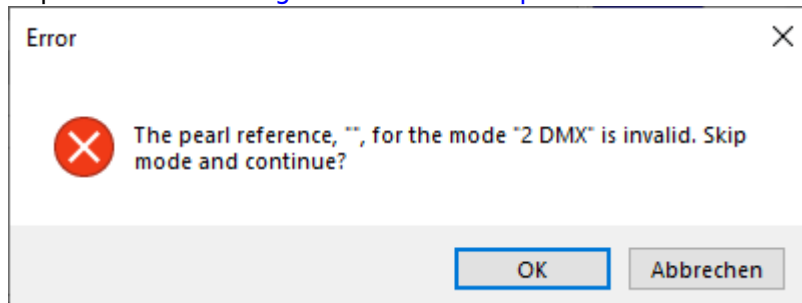 Error
The pearl reference, "", for the mode "2 DMX" is invalid. Skip
mode and continue?
OK
Abbrechen